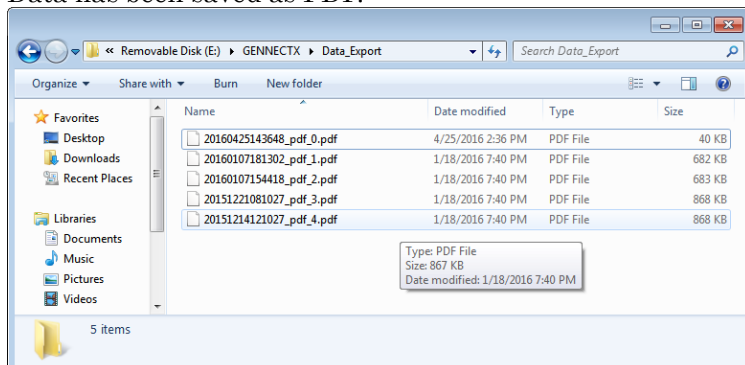 Data has been saved as PDF.
« Removable Disk (E:) ▸ GENNECTX ▸ Data_Export
Search Data_Export
Organize ▾ Share with ▾ Burn New folder
Name Date modified Type Size
Favorites
Desktop
Downloads
Recent Places
Libraries
Documents
Music
Pictures
Videos
20160425143648_pdf_0.pdf 4/25/2016 2:36 PM PDF File 40 KB
20160107181302_pdf_1.pdf 1/18/2016 7:40 PM PDF File 682 KB
20160107154418_pdf_2.pdf 1/18/2016 7:40 PM PDF File 683 KB
20151221081027_pdf_3.pdf 1/18/2016 7:40 PM PDF File 868 KB
20151214121027_pdf_4.pdf 1/18/2016 7:40 PM PDF File 868 KB
Type: PDF File
Size: 867 KB
Date modified: 1/18/2016 7:40 PM
5 items